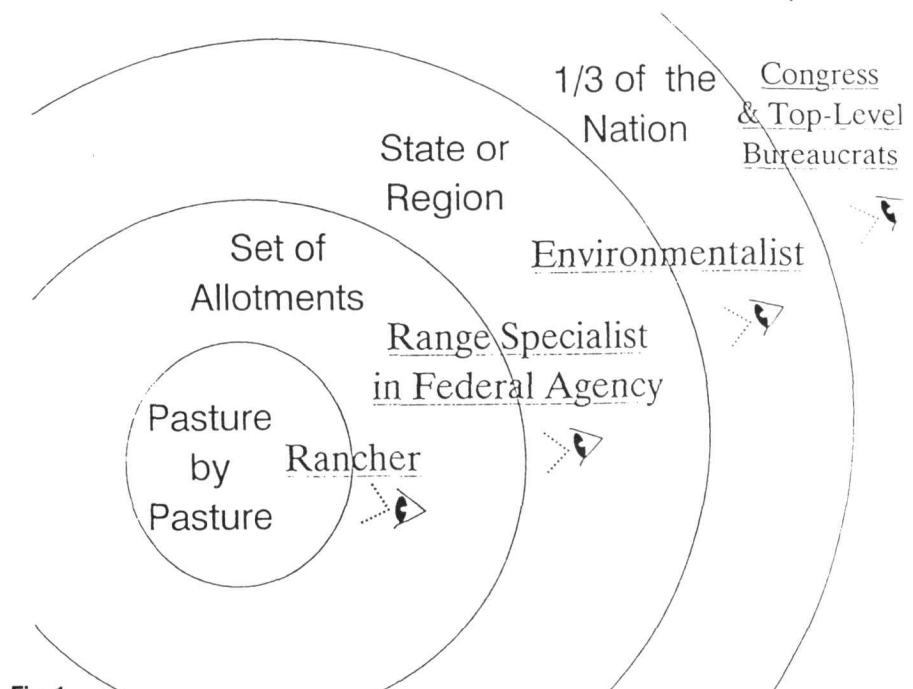 1/3 of the
Nation
Congress
& Top-Level
Bureaucrats
State or
Region
Set of
Allotments
Environmentalist
Range Specialist
in Federal Agency
Pasture
by
Pasture
Rancher